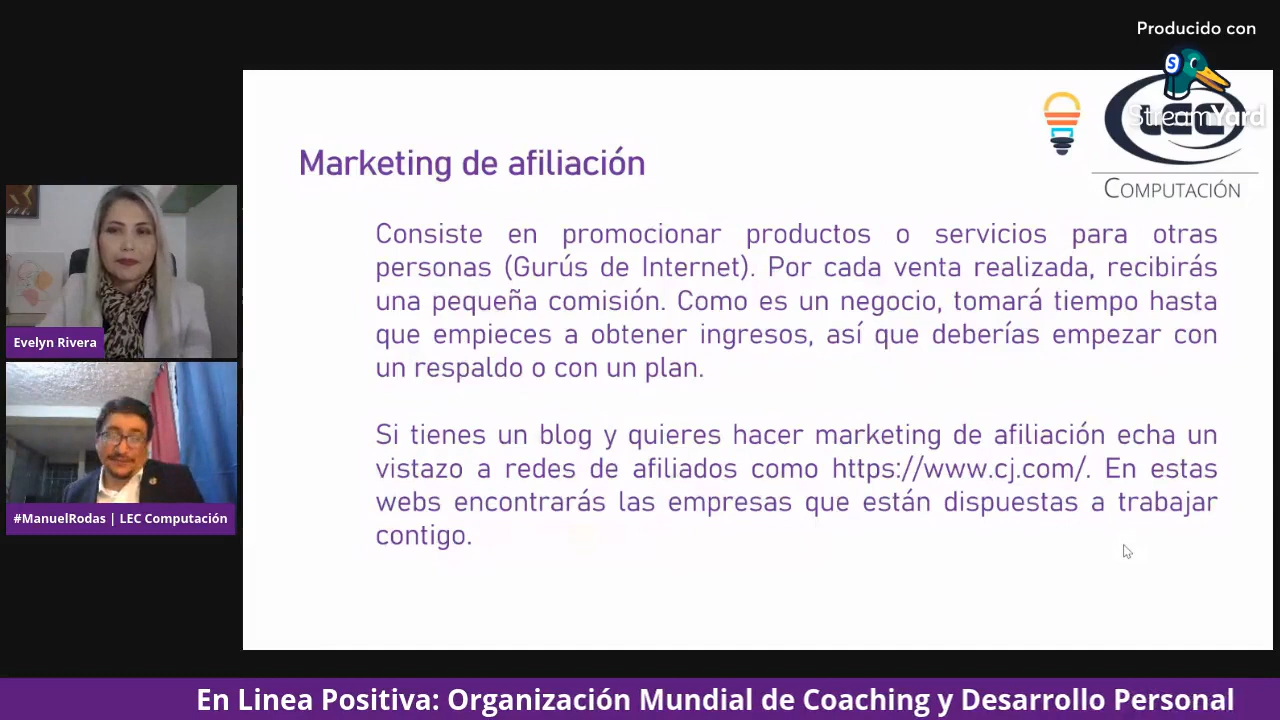 Producido con
StreamYard
S
LEC
COMPUTACIÓN
Marketing de afiliación
Consiste en promocionar productos o servicios para otras
personas (Gurús de Internet). Por cada venta realizada, recibirás
una pequeña comisión. Como es un negocio, tomará tiempo hasta
que empieces a obtener ingresos, así que deberías empezar con
un respaldo o con un plan.
Si tienes un blog y quieres hacer marketing de afiliación echa un
vistazo a redes de afiliados como https://www.cj.com/. En estas
webs encontrarás las empresas que están dispuestas a trabajar
contigo.
Evelyn Rivera
#ManuelRodas | LEC Computación
En Linea Positiva: Organización Mundial de Coaching y Desarrollo Personal